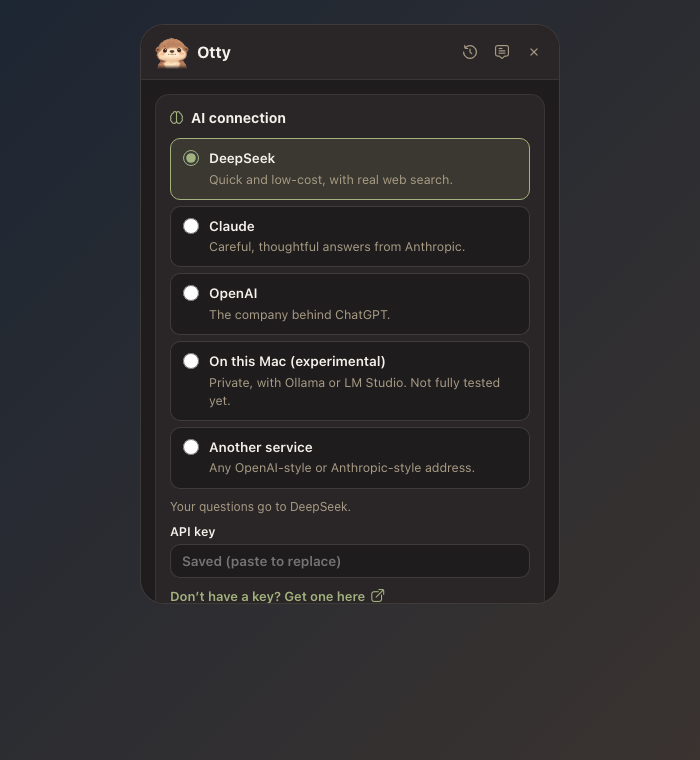 Otty
AI connection
DeepSeek
Quick and low-cost, with real web search.
Claude
Careful, thoughtful answers from Anthropic.
OpenAI
The company behind ChatGPT.
On this Mac (experimental)
Private, with Ollama or LM Studio. Not fully tested
yet.
Another service
Any OpenAI-style or Anthropic-style address.
Your questions go to DeepSeek.
API key
Saved (paste to replace)
Don't have a key? Get one here